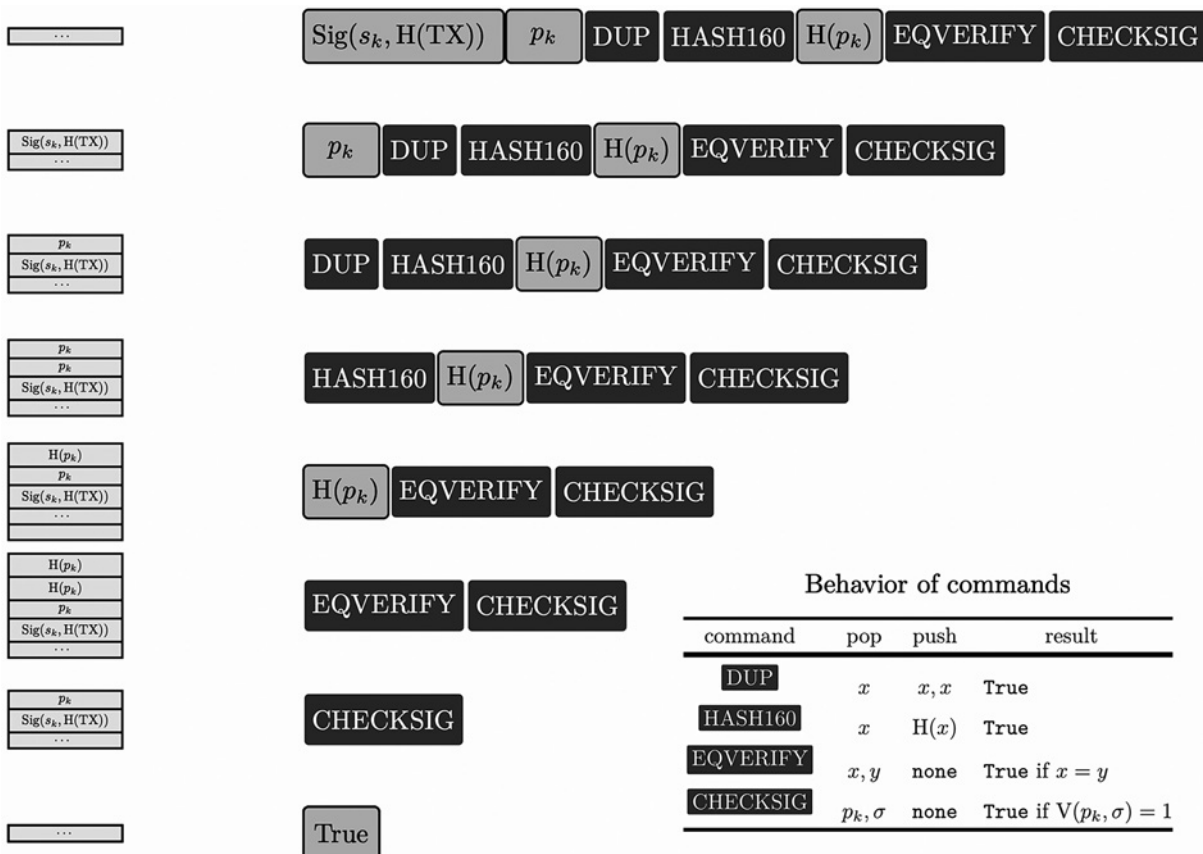 ... Sig(s_k, H(TX)) p_k DUP HASH160 H(p_k) EQVERIFY CHECKSIG
Sig(s_k, H(TX))
... p_k DUP HASH160 H(p_k) EQVERIFY CHECKSIG
p_k
Sig(s_k, H(TX))
... DUP HASH160 H(p_k) EQVERIFY CHECKSIG
p_k
p_k
Sig(s_k, H(TX))
... HASH160 H(p_k) EQVERIFY CHECKSIG
H(p_k)
p_k
Sig(s_k, H(TX))
... H(p_k) EQVERIFY CHECKSIG
H(p_k)
H(p_k)
p_k
Sig(s_k, H(TX))
... EQVERIFY CHECKSIG
p_k
Sig(s_k, H(TX))
... CHECKSIG
... True
Behavior of commands
command pop push result
DUP x x, x True
HASH160 x H(x) True
EQVERIFY x, y none True if x = y
CHECKSIG p_k, σ none True if V(p_k, σ) = 1